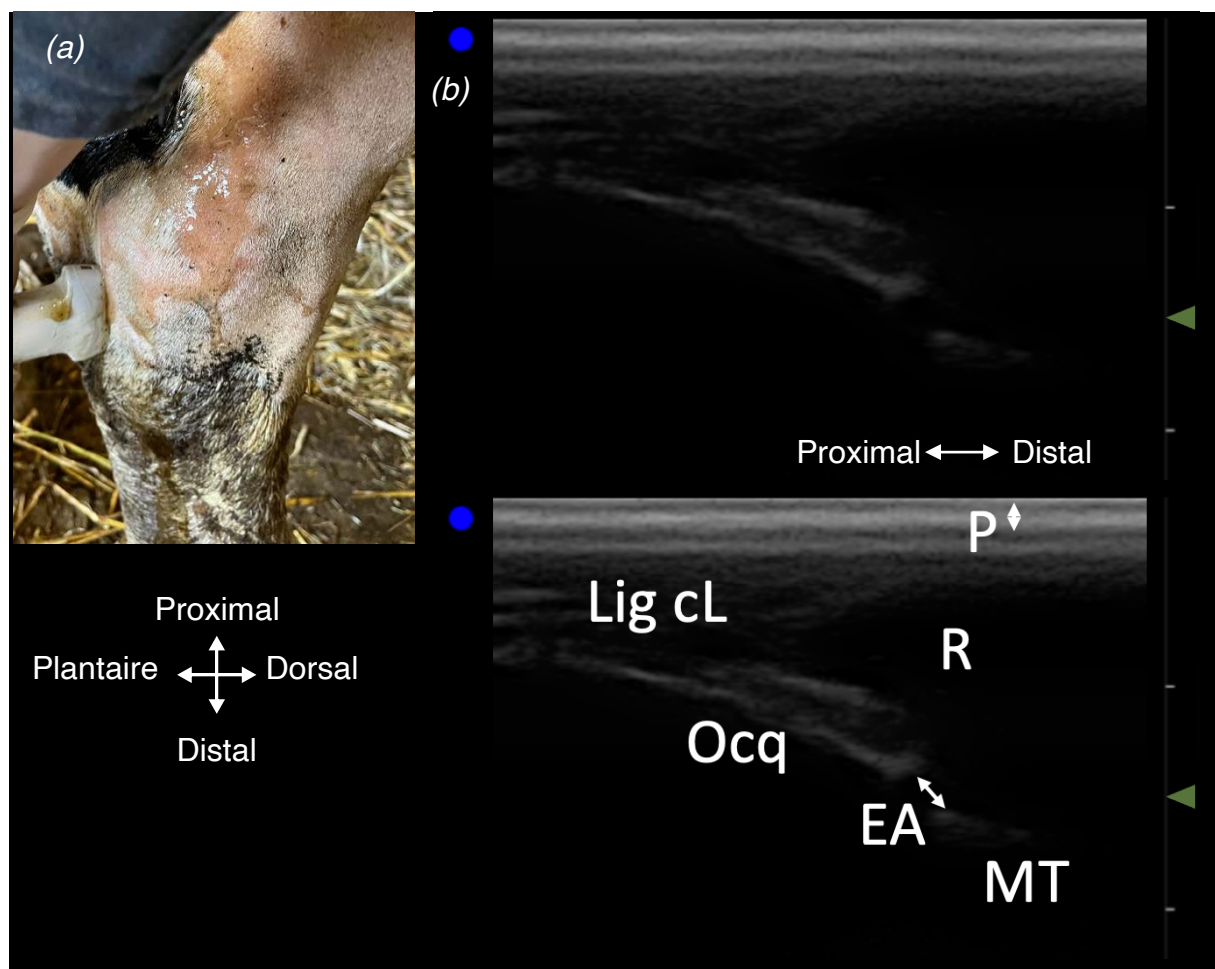 (a)
(b)
Proximal Distal
Proximal
Plantaire Dorsal
Distal
P
Lig cL
R
Ocq
EA
MT